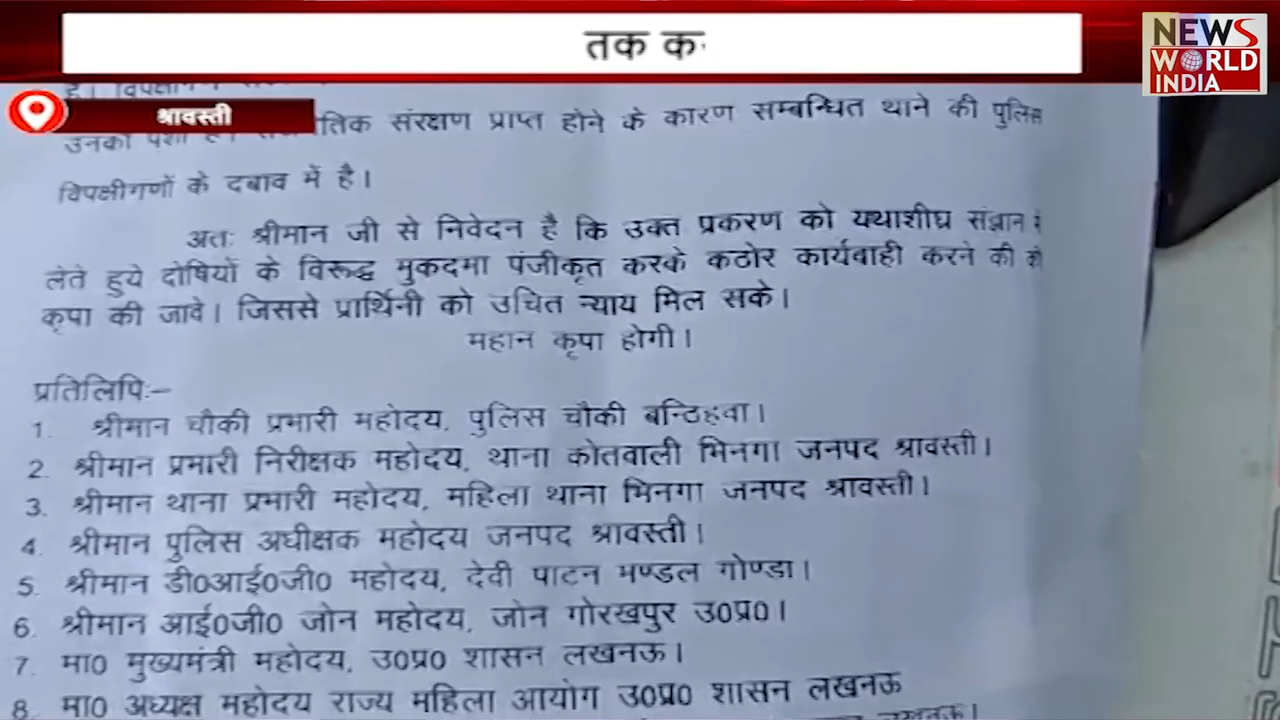 तक क
NEWS
WORLD
INDIA
श्रावस्ती
है। विपक्षीगण
उनकी संरक्षण प्राप्त होने के कारण सम्बन्धित थाने की पुलिस
विपक्षीगणों के दबाव में है।
अतः श्रीमान जी से निवेदन है कि उक्त प्रकरण को यथाशीघ्र संज्ञान
लेते हुये दोषियों के विरूद्ध मुकदमा पंजीकृत करके कठोर कार्यवाही करने की
कृपा की जावे। जिससे प्रार्थिनी को उचित न्याय मिल सके।
महान कृपा होगी।
प्रतिलिपिः-
1. श्रीमान चौकी प्रभारी महोदय, पुलिस चौकी बन्ठिहवा।
2. श्रीमान प्रभारी निरीक्षक महोदय, थाना कोतवाली भिनगा जनपद श्रावस्ती।
3. श्रीमान थाना प्रभारी महोदय, महिला थाना भिनगा जनपद श्रावस्ती।
4. श्रीमान पुलिस अधीक्षक महोदय जनपद श्रावस्ती।
5. श्रीमान डी0आई0जी0 महोदय, देवी पाटन मण्डल गोण्डा।
6. श्रीमान आई0जी0 जोन महोदय, जोन गोरखपुर उ0प्र0।
7. मा0 मुख्यमंत्री महोदय, उ0प्र0 शासन लखनऊ।
8. मा0 अध्यक्ष महोदय राज्य महिला आयोग उ0प्र0 शासन लखनऊ
लखनऊ।